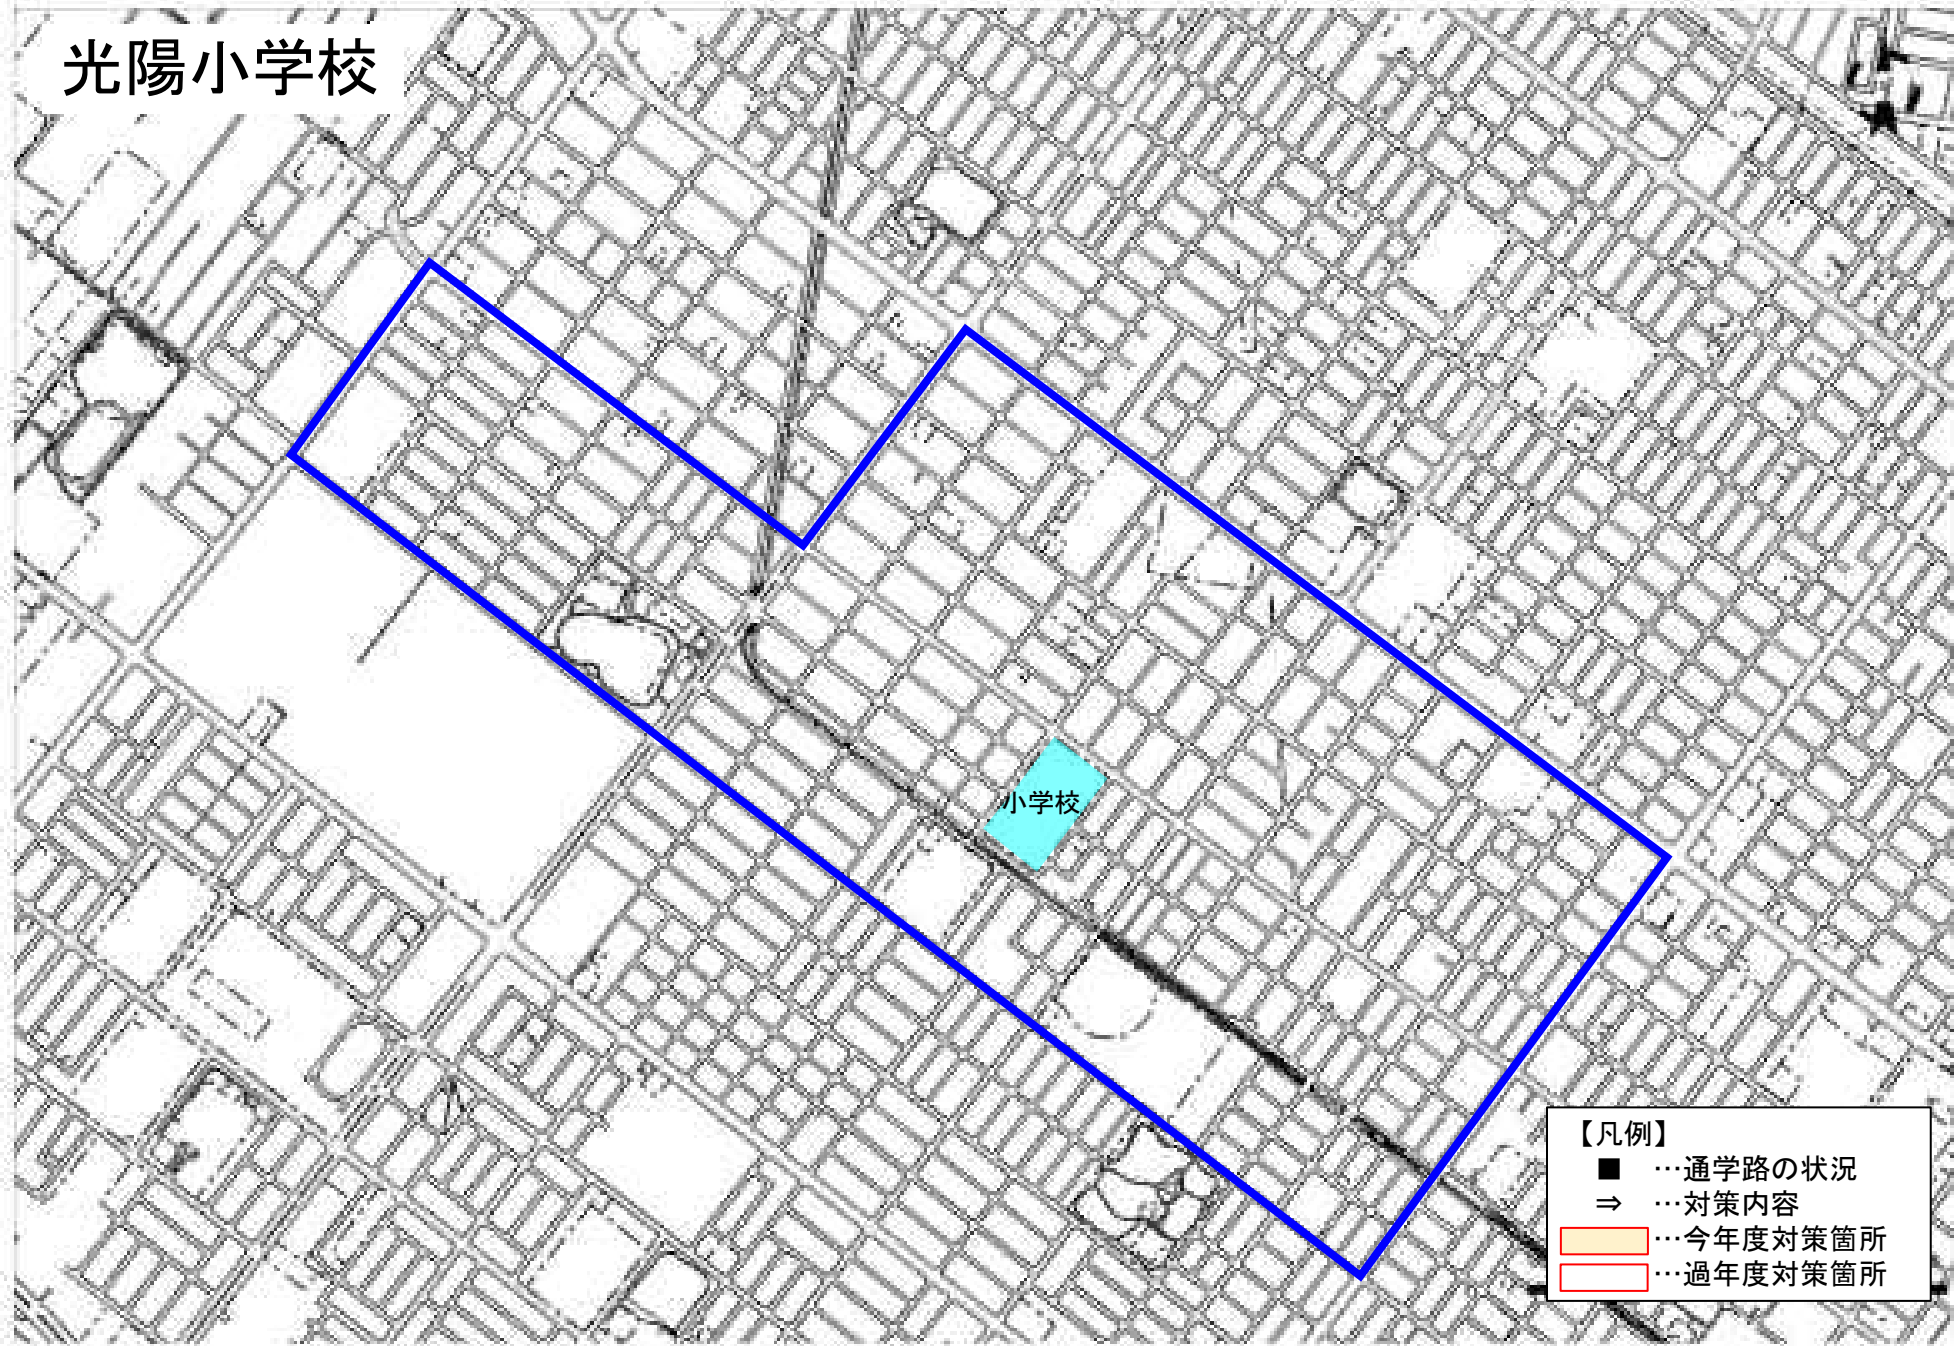 光陽小学校
小学校
【凡例】
■ …通学路の状況
⇒ …対策内容
…今年度対策箇所
…過年度対策箇所